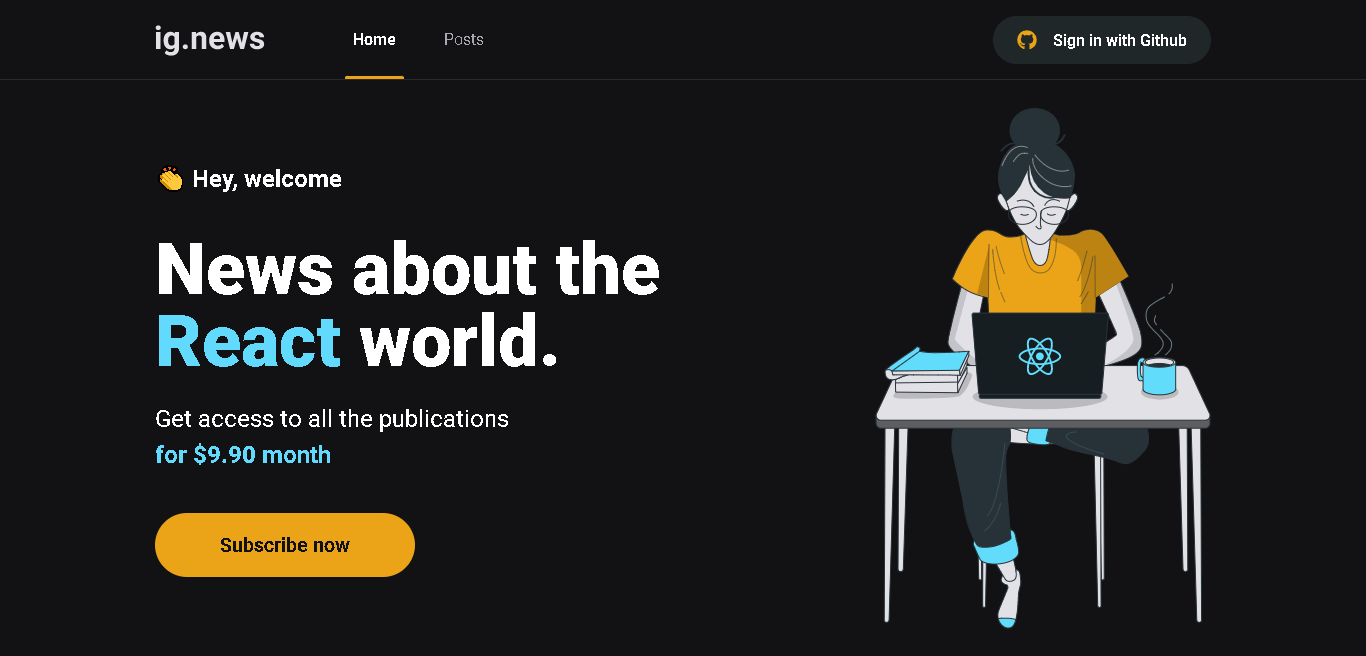 ig.news
Home
Posts
Sign in with Github
👏 Hey, welcome
News about the
React world.
Get access to all the publications
for $9.90 month
Subscribe now